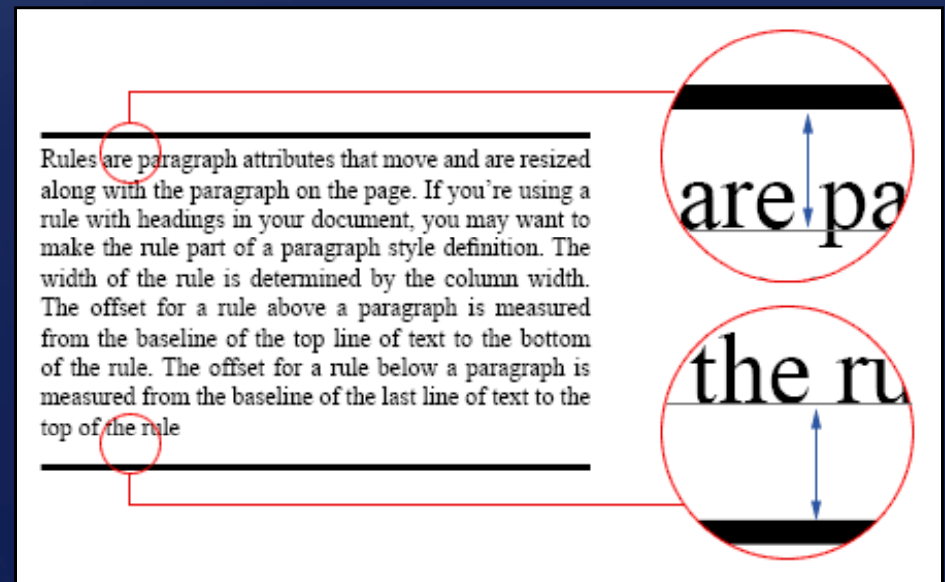 Rules are paragraph attributes that move and are resized
along with the paragraph on the page. If you’re using a
rule with headings in your document, you may want to
make the rule part of a paragraph style definition. The
width of the rule is determined by the column width.
The offset for a rule above a paragraph is measured
from the baseline of the top line of text to the bottom
of the rule. The offset for a rule below a paragraph is
measured from the baseline of the last line of text to the
top of the rule
are pa
the ru